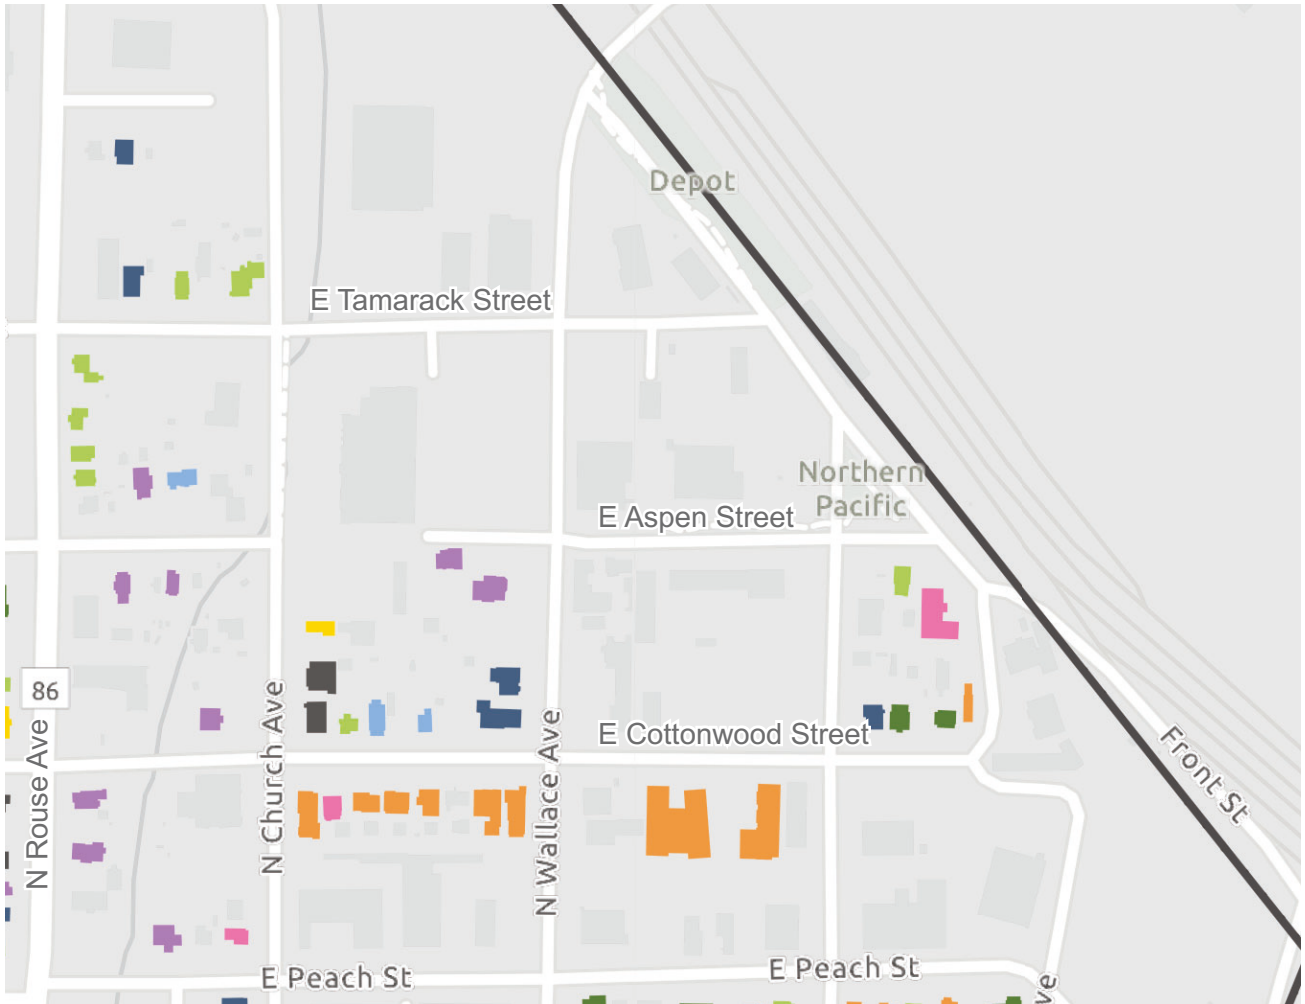 Depot
E Tamarack Street
Northern
Pacific
E Aspen Street
86
N Rouse Ave
N Church Ave
N Wallace Ave
E Cottonwood Street
Front St
E Peach St
E Peach St
ve